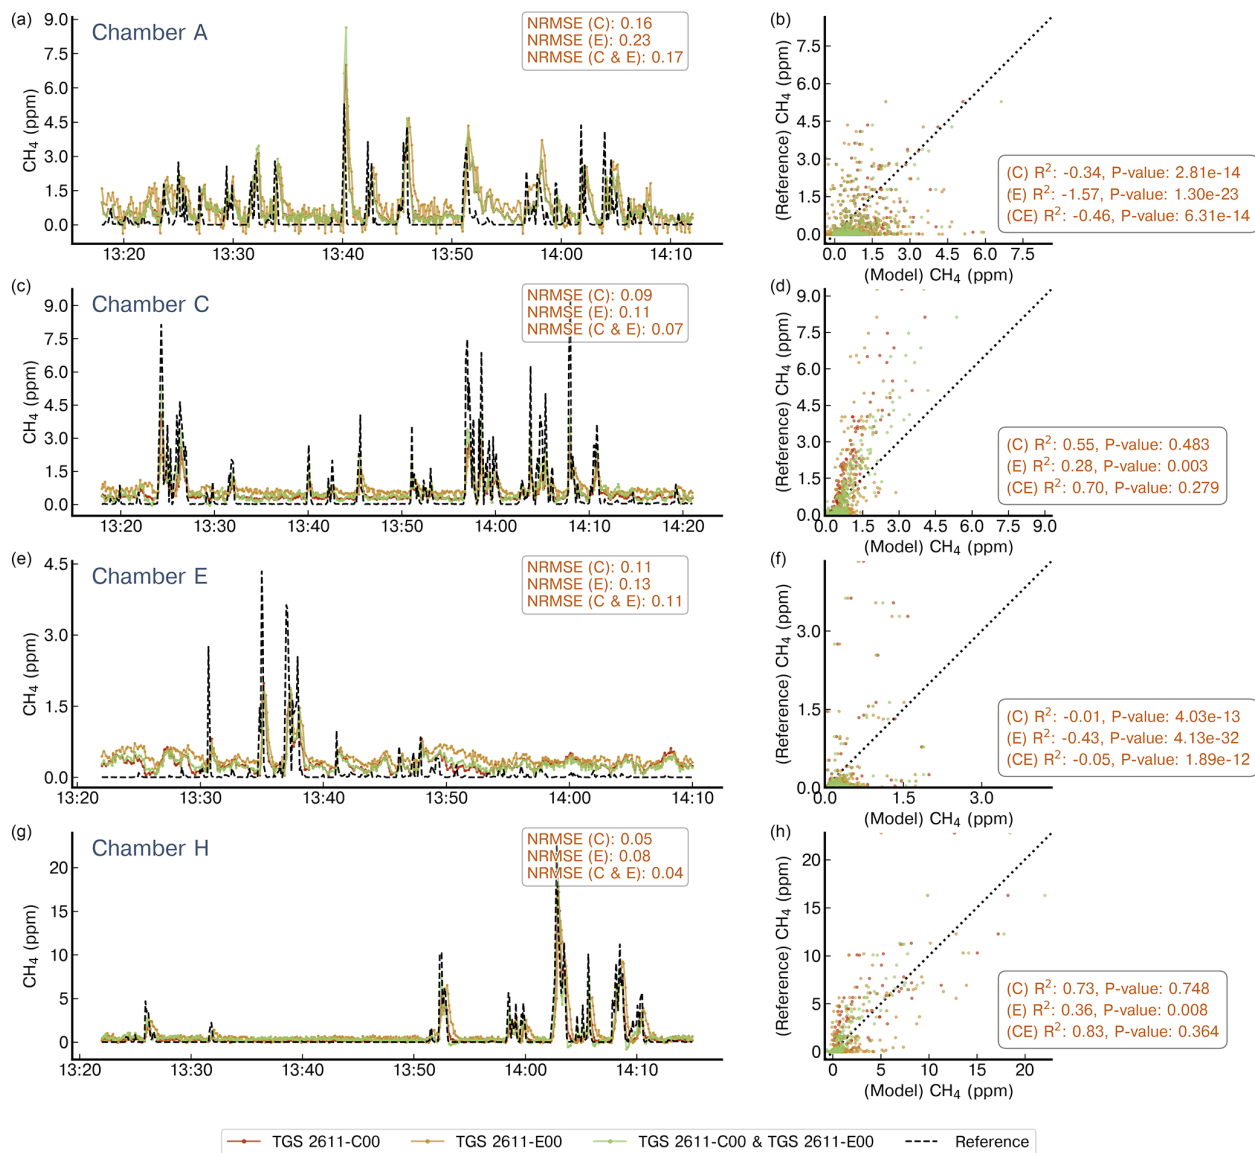 (a)
Chamber A
NRMSE (C): 0.16
NRMSE (E): 0.23
NRMSE (C & E): 0.17
CH₄ (ppm)
9.0
7.5
6.0
4.5
3.0
1.5
0.0
13:20 13:30 13:40 13:50 14:00 14:10
(b)
(Reference) CH₄ (ppm)
9.0
7.5
6.0
4.5
3.0
1.5
0.0
0.0 1.5 3.0 4.5 6.0 7.5
(Model) CH₄ (ppm)
(C) R²: -0.34, P-value: 2.81e-14
(E) R²: -1.57, P-value: 1.30e-23
(CE) R²: -0.46, P-value: 6.31e-14
(c)
Chamber C
NRMSE (C): 0.09
NRMSE (E): 0.11
NRMSE (C & E): 0.07
CH₄ (ppm)
9.0
7.5
6.0
4.5
3.0
1.5
0.0
13:20 13:30 13:40 13:50 14:00 14:10 14:20
(d)
(Reference) CH₄ (ppm)
9.0
7.5
6.0
4.5
3.0
1.5
0.0
0.0 1.5 3.0 4.5 6.0 7.5 9.0
(Model) CH₄ (ppm)
(C) R²: 0.55, P-value: 0.483
(E) R²: 0.28, P-value: 0.003
(CE) R²: 0.70, P-value: 0.279
(e)
Chamber E
NRMSE (C): 0.11
NRMSE (E): 0.13
NRMSE (C & E): 0.11
CH₄ (ppm)
4.5
3.0
1.5
0.0
13:20 13:30 13:40 13:50 14:00 14:10
(f)
(Reference) CH₄ (ppm)
3.0
1.5
0.0
0.0 1.5 3.0
(Model) CH₄ (ppm)
(C) R²: -0.01, P-value: 4.03e-13
(E) R²: -0.43, P-value: 4.13e-32
(CE) R²: -0.05, P-value: 1.89e-12
(g)
Chamber H
NRMSE (C): 0.05
NRMSE (E): 0.08
NRMSE (C & E): 0.04
CH₄ (ppm)
20
15
10
5
0
13:20 13:30 13:40 13:50 14:00 14:10
(h)
(Reference) CH₄ (ppm)
20
15
10
5
0
0 5 10 15 20
(Model) CH₄ (ppm)
(C) R²: 0.73, P-value: 0.748
(E) R²: 0.36, P-value: 0.008
(CE) R²: 0.83, P-value: 0.364
TGS 2611-C00 TGS 2611-E00 TGS 2611-C00 & TGS 2611-E00 Reference